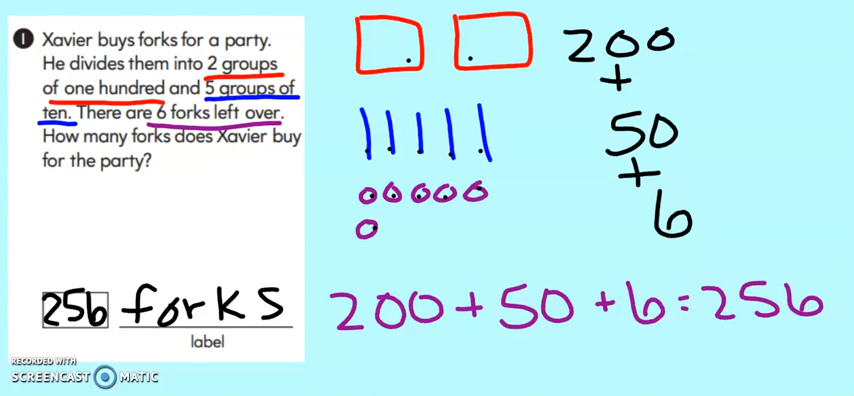 1 Xavier buys forks for a party.
He divides them into 2 groups
of one hundred and 5 groups of
ten. There are 6 forks left over.
How many forks does Xavier buy
for the party?
256 forks
label
200
+
50
+
6
200 + 50 + 6 = 256
RECORDED WITH
SCREENCAST MATIC